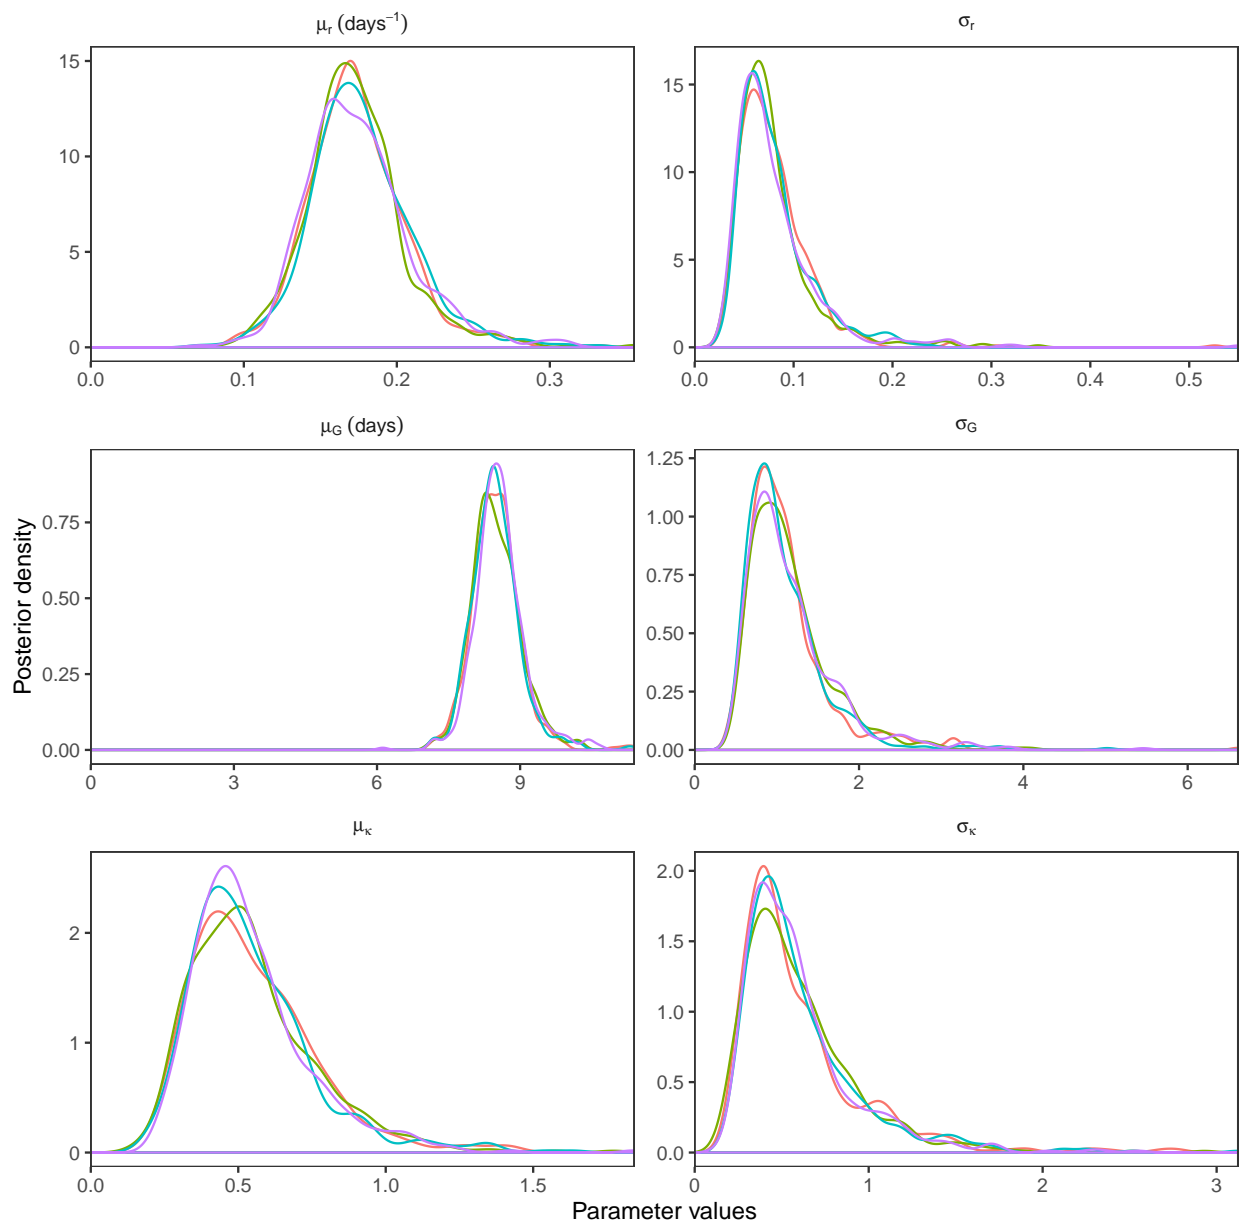 μr (days⁻¹)
σr
15
10
5
0
15
10
5
0
0.0 0.1 0.2 0.3
0.0 0.1 0.2 0.3 0.4 0.5
μG (days)
σG
0.75
0.50
0.25
0.00
1.25
1.00
0.75
0.50
0.25
0.00
0 3 6 9
0 2 4 6
μκ
σκ
2
1
0
2.0
1.5
1.0
0.5
0.0
0.0 0.5 1.0 1.5
0 1 2 3
Posterior density
Parameter values